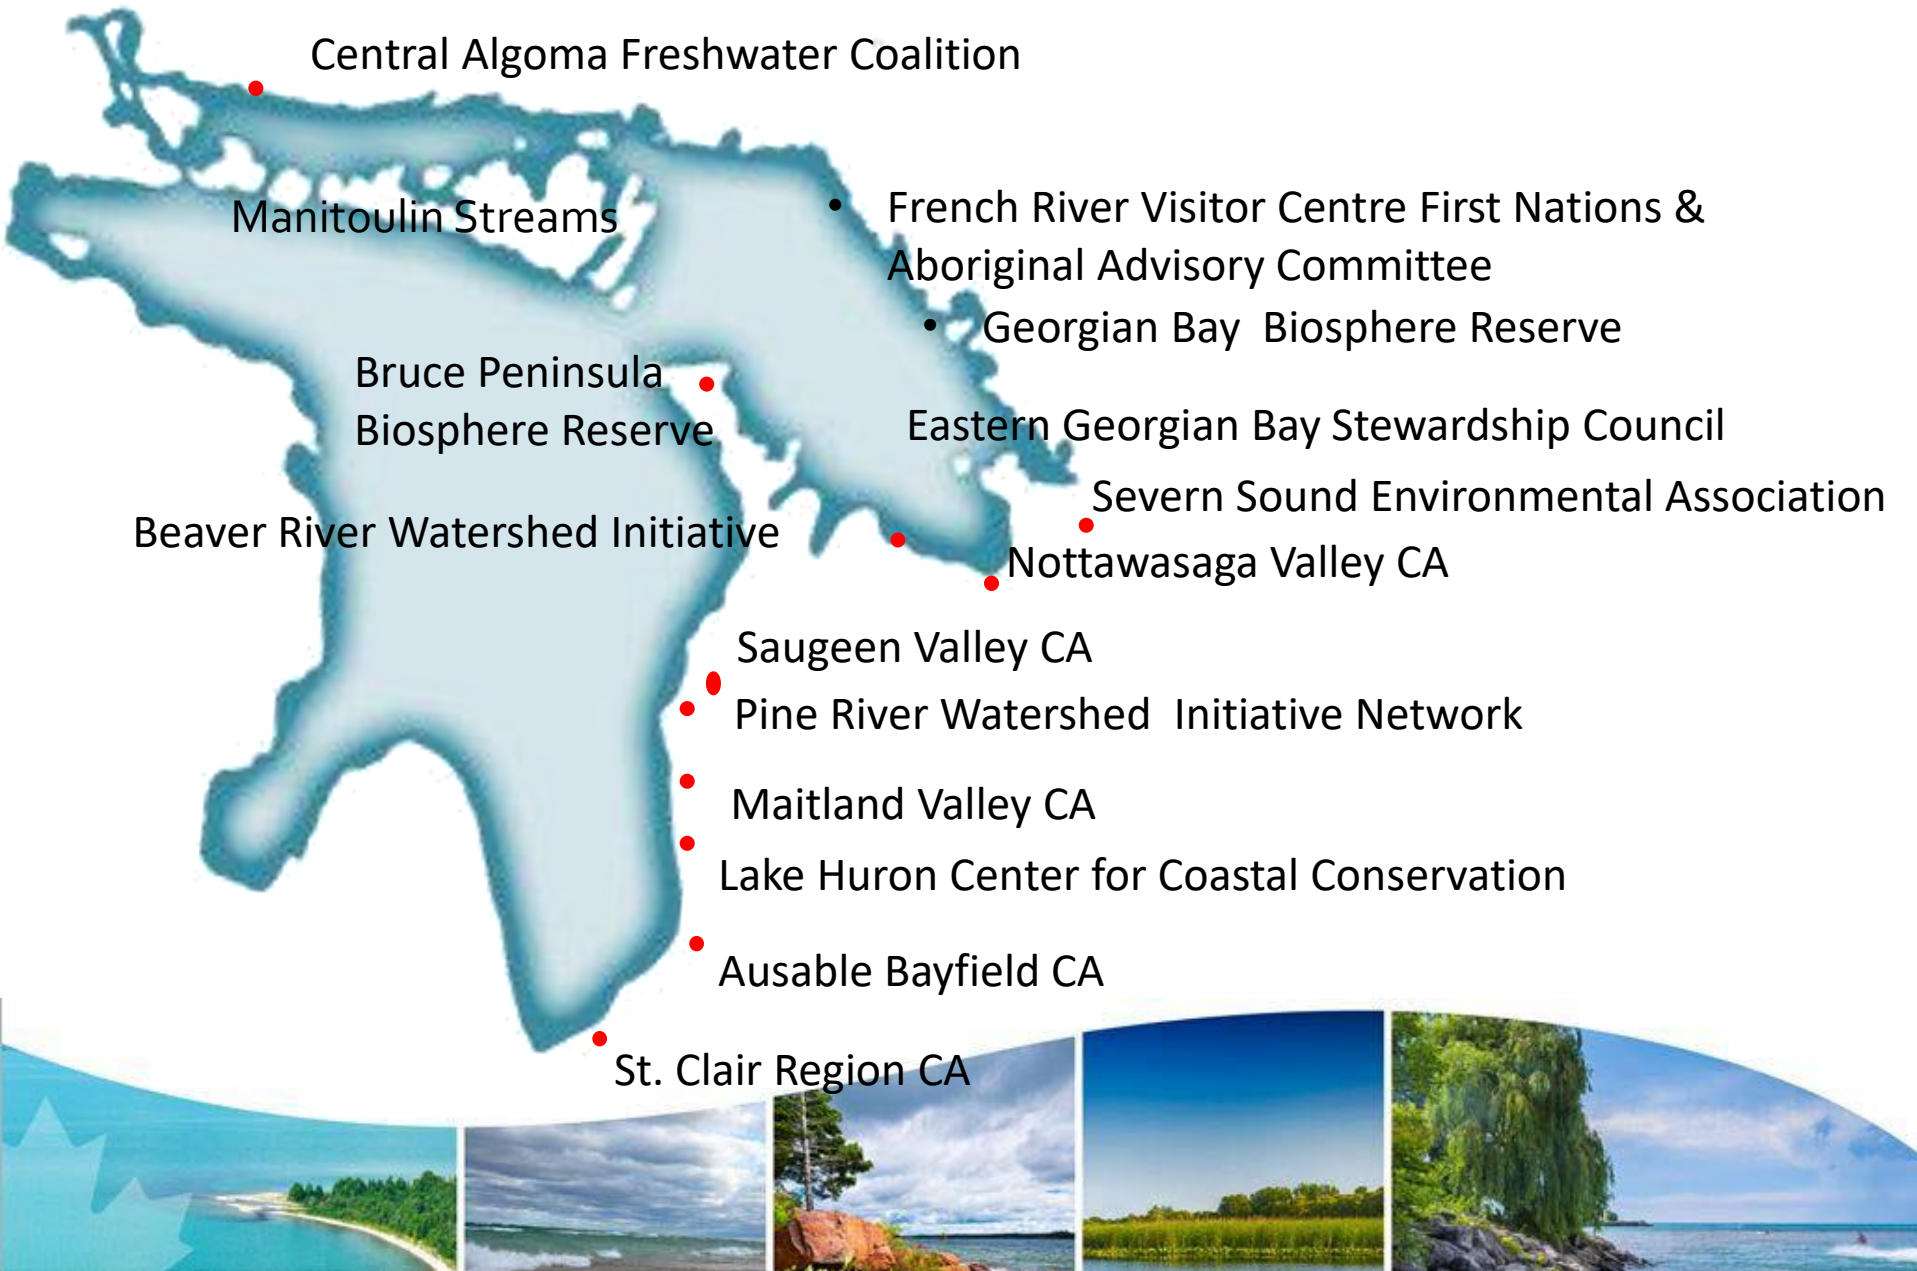 Central Algoma Freshwater Coalition
Manitoulin Streams
• French River Visitor Centre First Nations &
Aboriginal Advisory Committee
• Georgian Bay  Biosphere Reserve
Bruce Peninsula
Biosphere Reserve
Eastern Georgian Bay Stewardship Council
Severn Sound Environmental Association
Beaver River Watershed Initiative
Nottawasaga Valley CA
Saugeen Valley CA
Pine River Watershed  Initiative Network
Maitland Valley CA
Lake Huron Center for Coastal Conservation
Ausable Bayfield CA
St. Clair Region CA